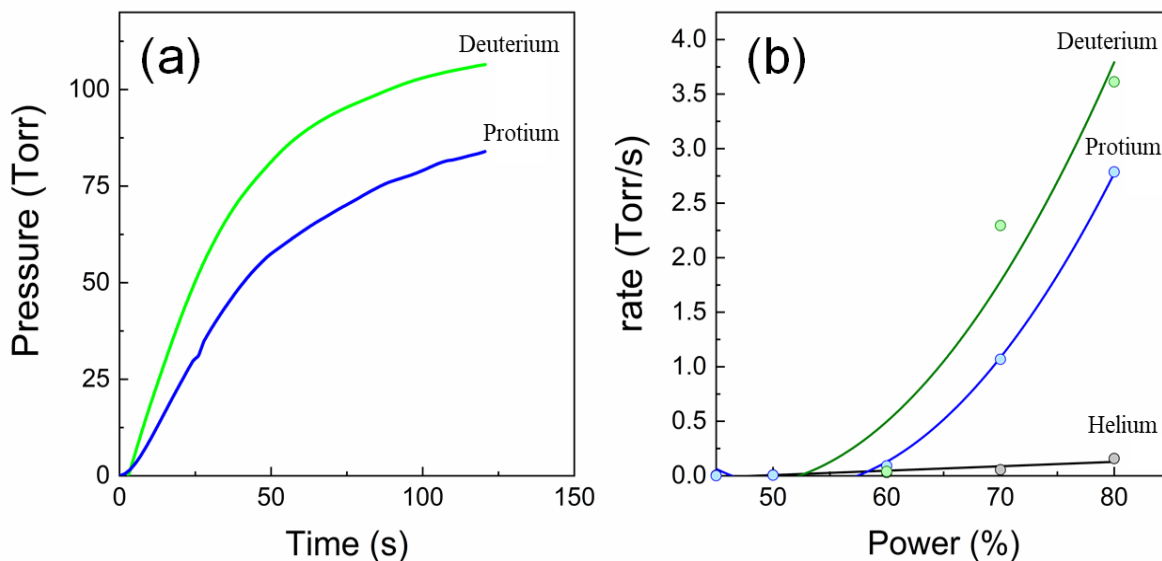 (a)
Deuterium
Protium
100
75
50
25
0
0
50
100
150
Pressure (Torr)
Time (s)
(b)
Deuterium
Protium
Helium
4.0
3.5
3.0
2.5
2.0
1.5
1.0
0.5
0.0
50
60
70
80
rate (Torr/s)
Power (%)